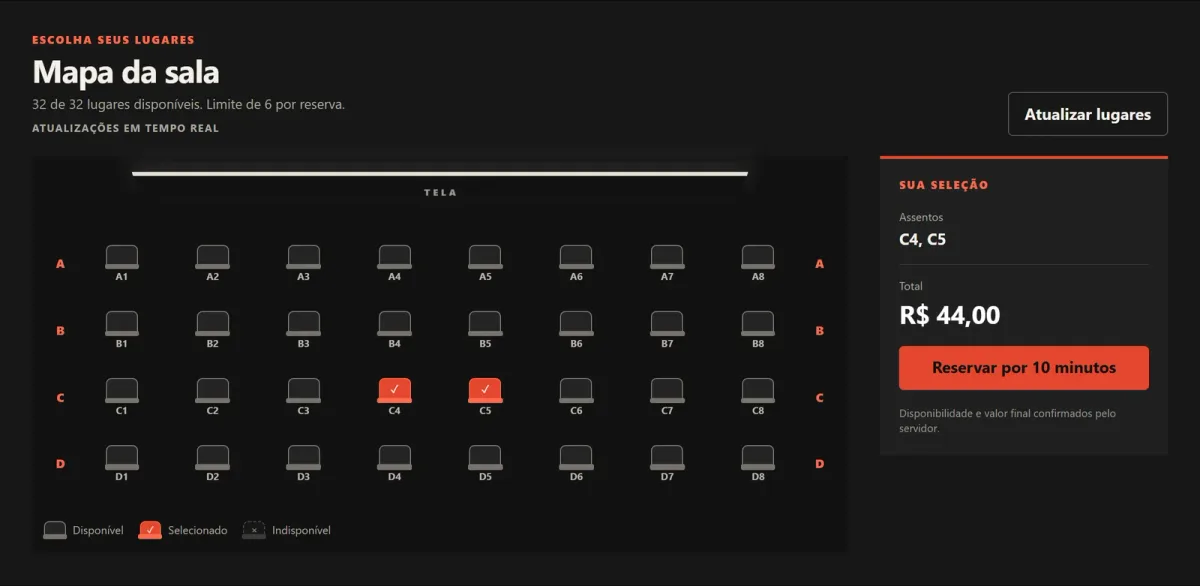 ESCOLHA SEUS LUGARES
Mapa da sala
32 de 32 lugares disponíveis. Limite de 6 por reserva.
ATUALIZAÇÕES EM TEMPO REAL
Atualizar lugares
TELA
A A1 A2 A3 A4 A5 A6 A7 A8 A
B B1 B2 B3 B4 B5 B6 B7 B8 B
C C1 C2 C3 C4 C5 C6 C7 C8 C
D D1 D2 D3 D4 D5 D6 D7 D8 D
Disponível Selecionado Indisponível
SUA SELEÇÃO
Assentos
C4, C5
Total
R$ 44,00
Reservar por 10 minutos
Disponibilidade e valor final confirmados pelo
servidor.